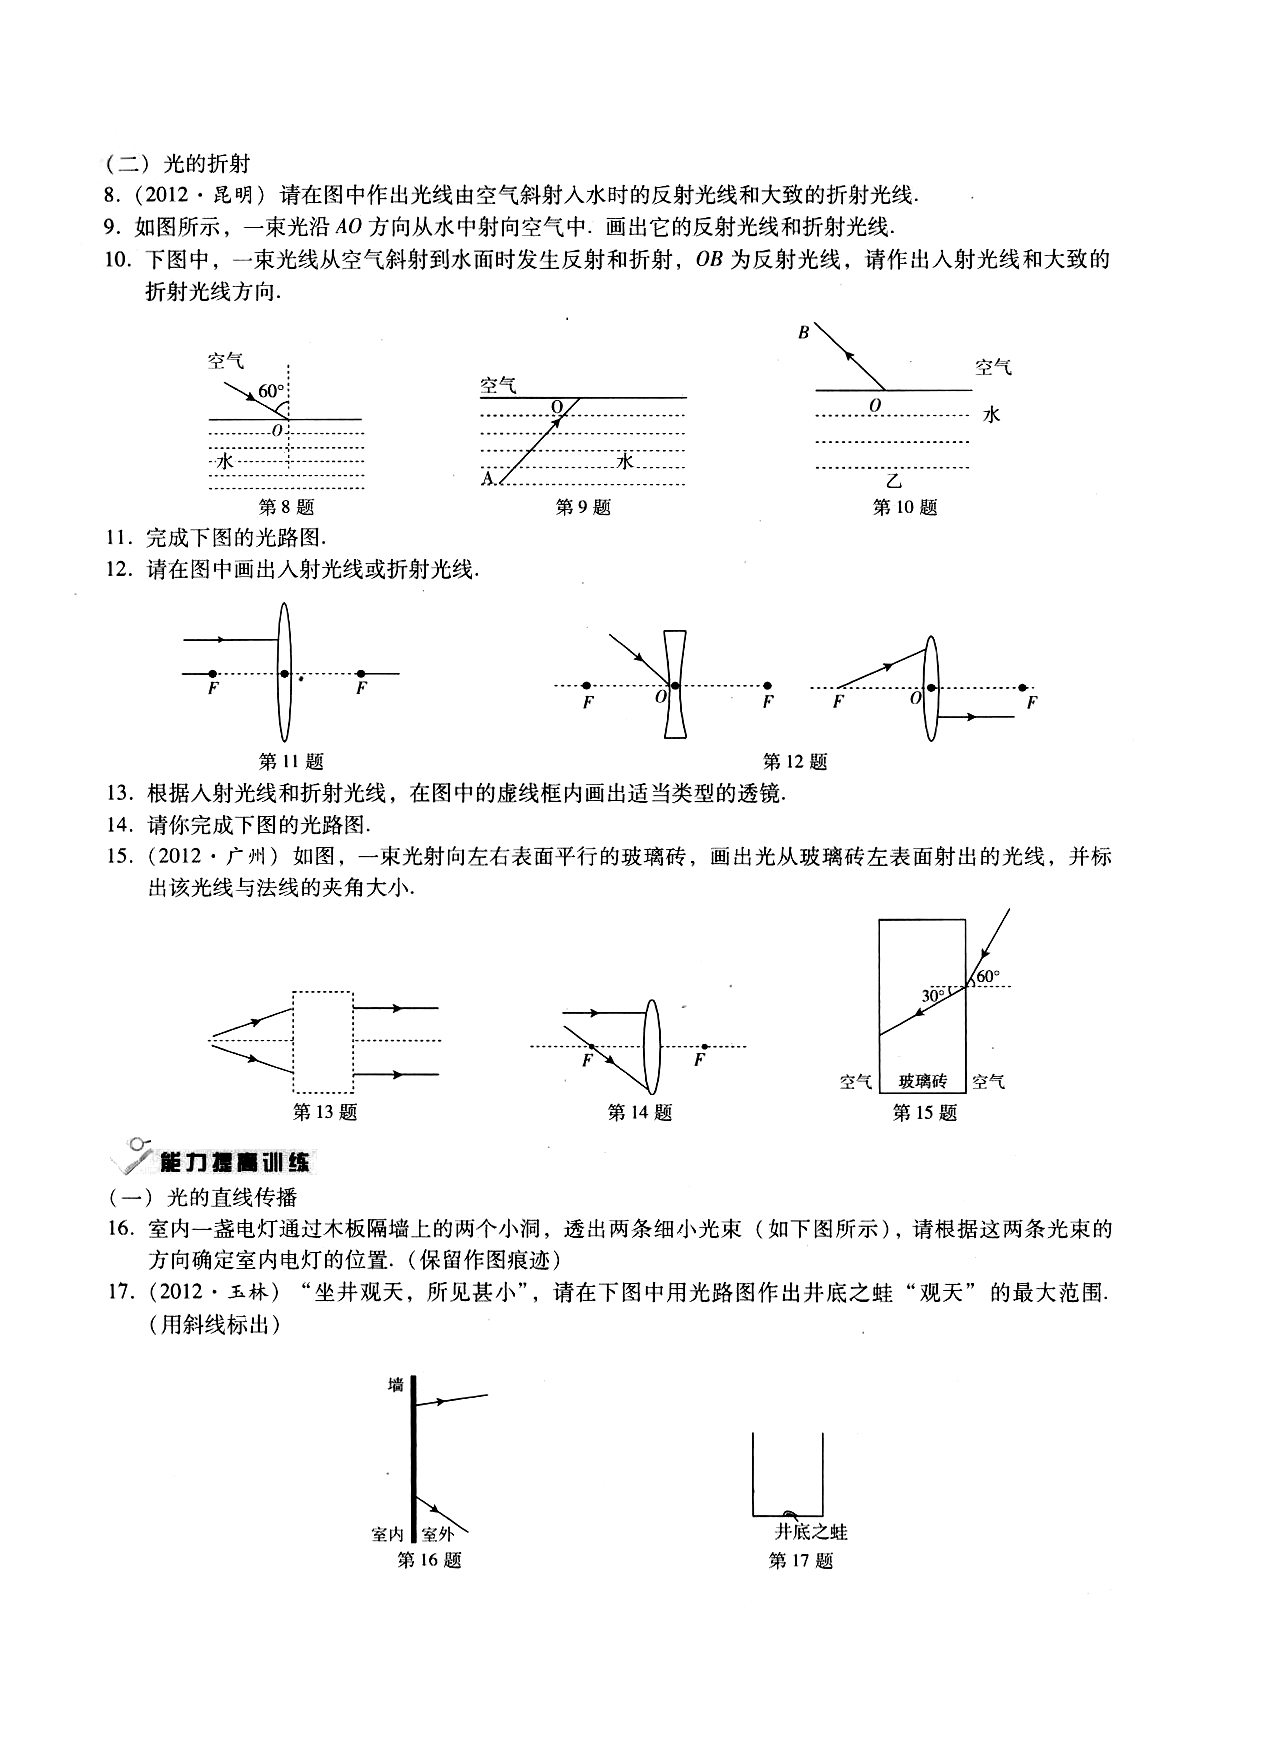 （二）光的折射
8.（2012·昆明）请在图中作出光线由空气斜射入水时的反射光线和大致的折射光线.
9. 如图所示，一束光沿 AO 方向从水中射向空气中. 画出它的反射光线和折射光线.
10. 下图中，一束光线从空气斜射到水面时发生反射和折射，OB 为反射光线，请作出入射光线和大致的
折射光线方向.
空气
60°
O
水
第 8 题
空气
O
水
A
第 9 题
B
空气
O
水
乙
第 10 题
11. 完成下图的光路图.
12. 请在图中画出入射光线或折射光线.
F F
第 11 题
F O F
F O F
第 12 题
13. 根据入射光线和折射光线，在图中的虚线框内画出适当类型的透镜.
14. 请你完成下图的光路图.
15.（2012·广州）如图，一束光射向左右表面平行的玻璃砖，画出光从玻璃砖左表面射出的光线，并标
出该光线与法线的夹角大小.
第 13 题
F F
第 14 题
60°
30°
空气 玻璃砖 空气
第 15 题
能力提高训练
（一）光的直线传播
16. 室内一盏电灯通过木板隔墙上的两个小洞，透出两条细小光束（如下图所示），请根据这两条光束的
方向确定室内电灯的位置.（保留作图痕迹）
17.（2012·玉林）“坐井观天，所见甚小”，请在下图中用光路图作出井底之蛙“观天”的最大范围.
（用斜线标出）
墙
室内 室外
第 16 题
井底之蛙
第 17 题